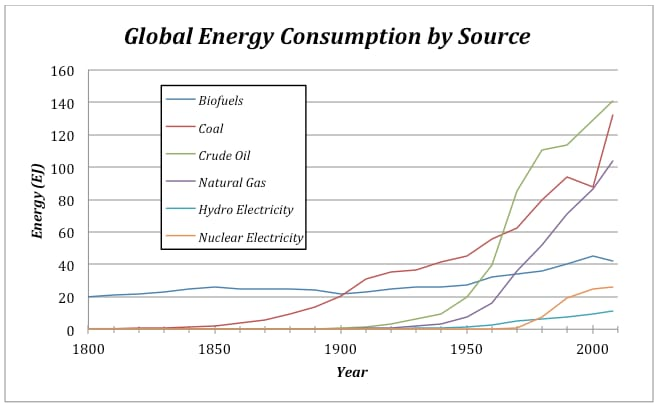 Global Energy Consumption by Source
160
140
120
100
80
60
40
20
0
Energy (EJ)
Biofuels
Coal
Crude Oil
Natural Gas
Hydro Electricity
Nuclear Electricity
1800 1850 1900 1950 2000
Year